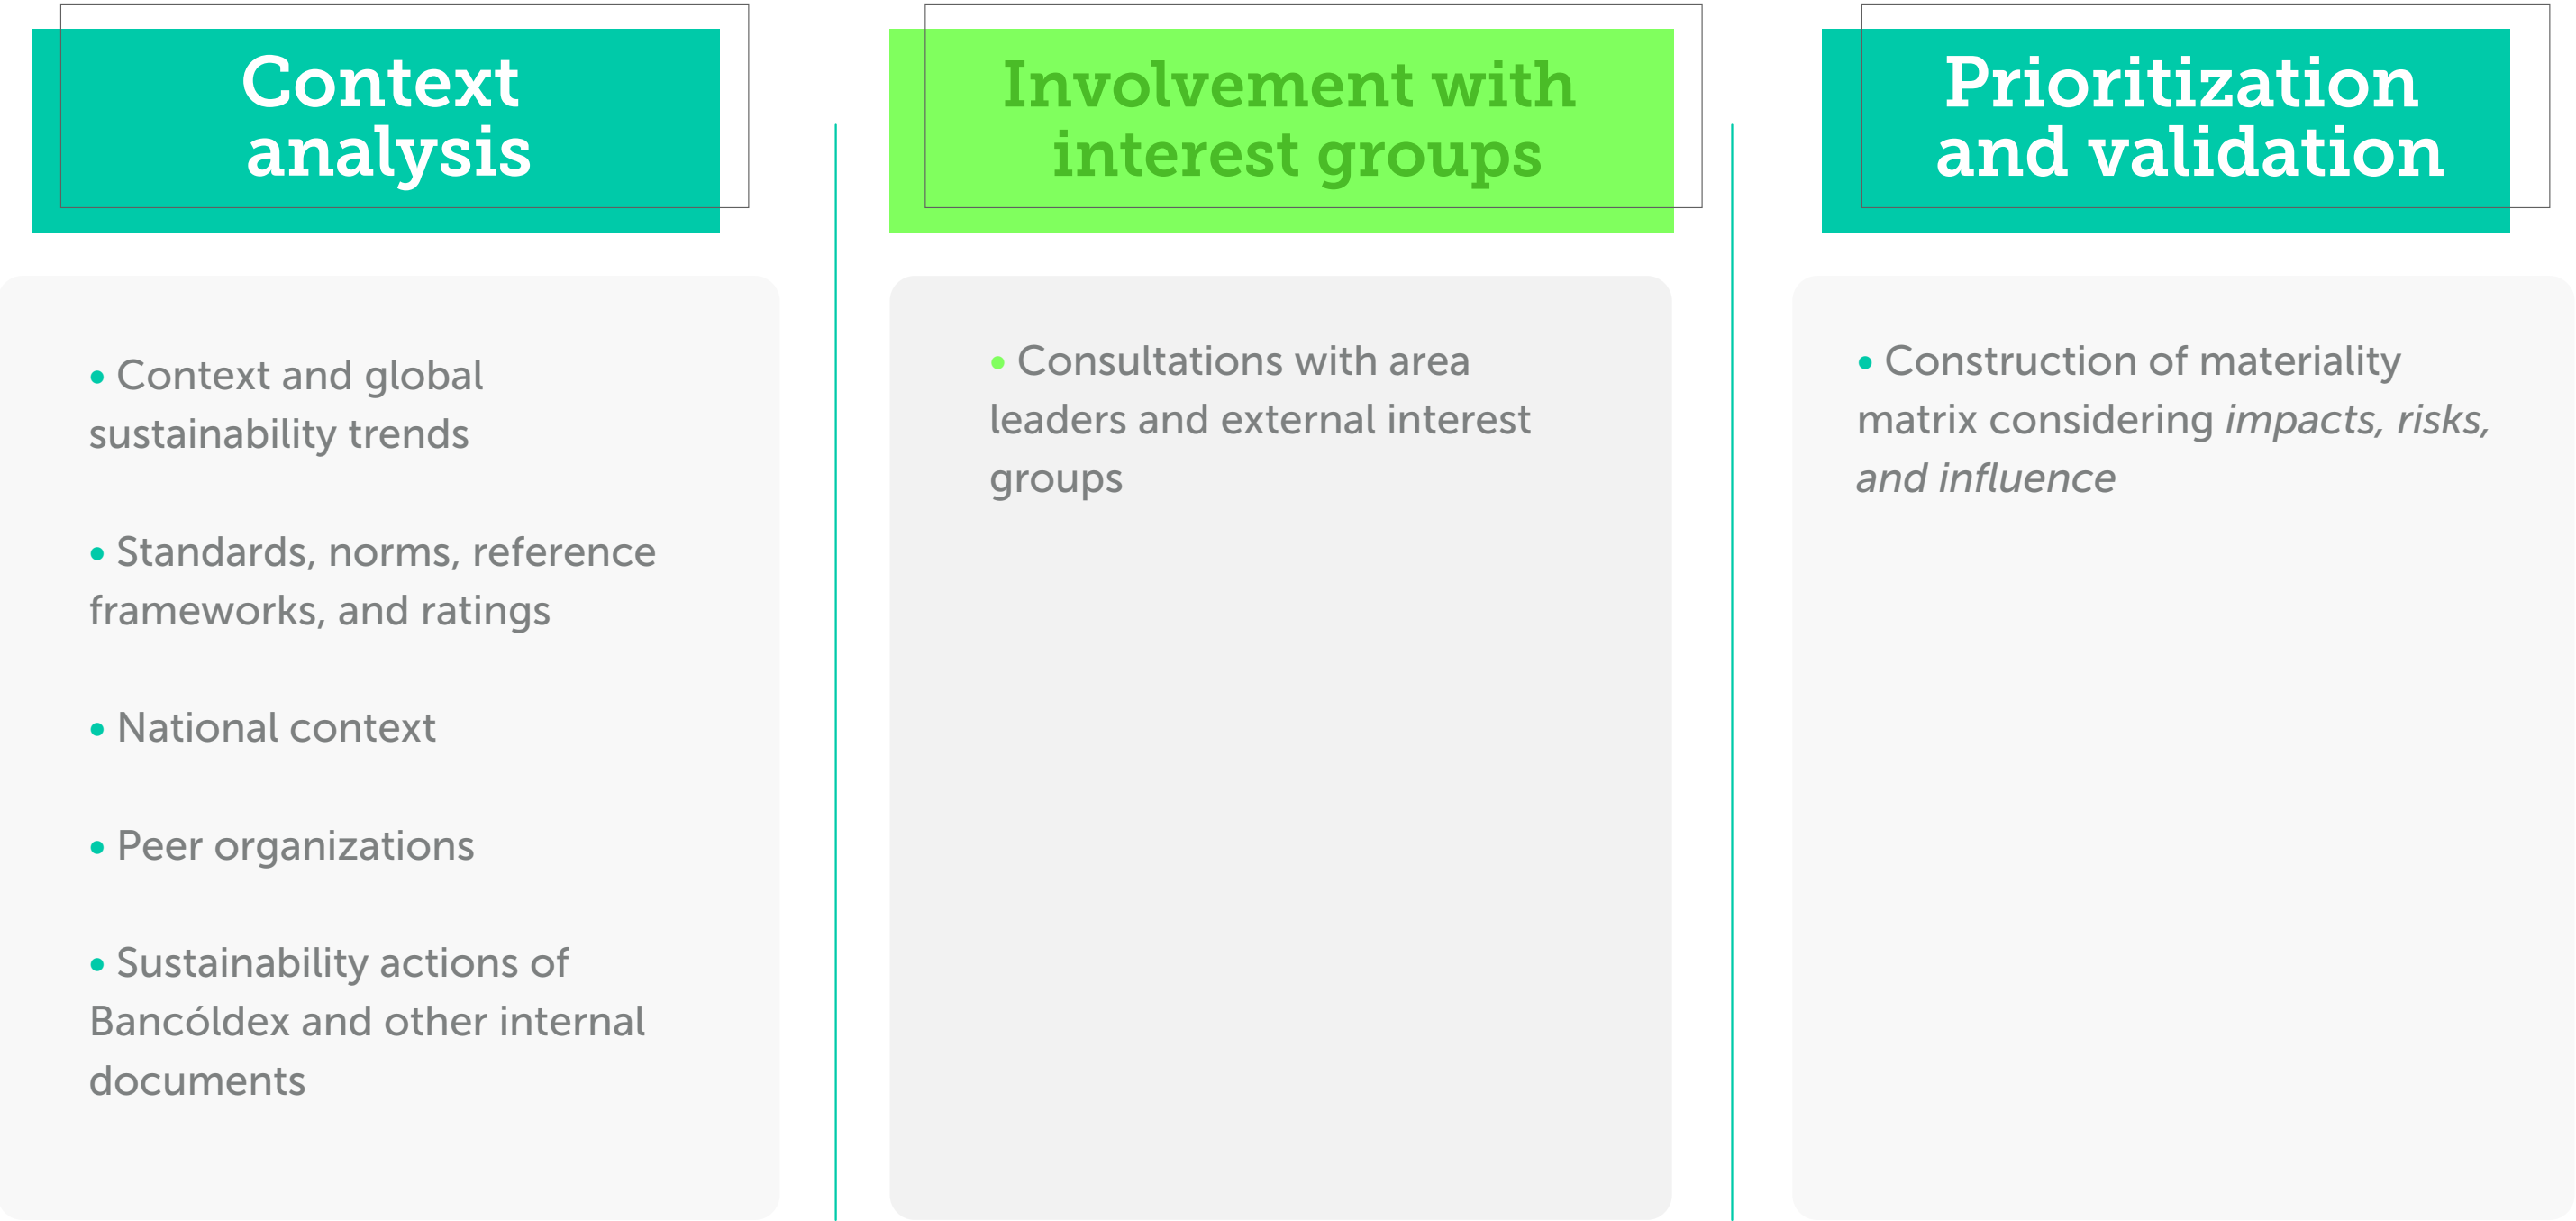 Context
analysis
• Context and global
sustainability trends
• Standards, norms, reference
frameworks, and ratings
• National context
• Peer organizations
• Sustainability actions of
Bancóldex and other internal
documents
Involvement with
interest groups
• Consultations with area
leaders and external interest
groups
Prioritization
and validation
• Construction of materiality
matrix considering impacts, risks,
and influence